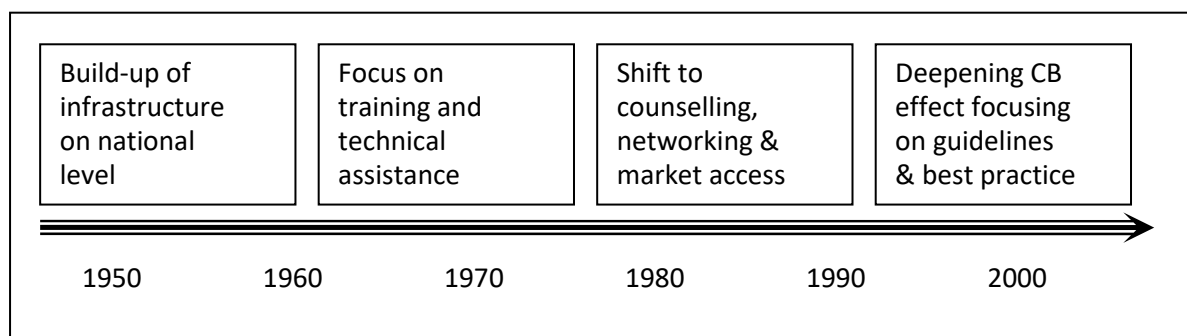 Build-up of
infrastructure
on national
level
Focus on
training and
technical
assistance
Shift to
counselling,
networking &
market access
Deepening CB
effect focusing
on guidelines
& best practice
1950 1960 1970 1980 1990 2000